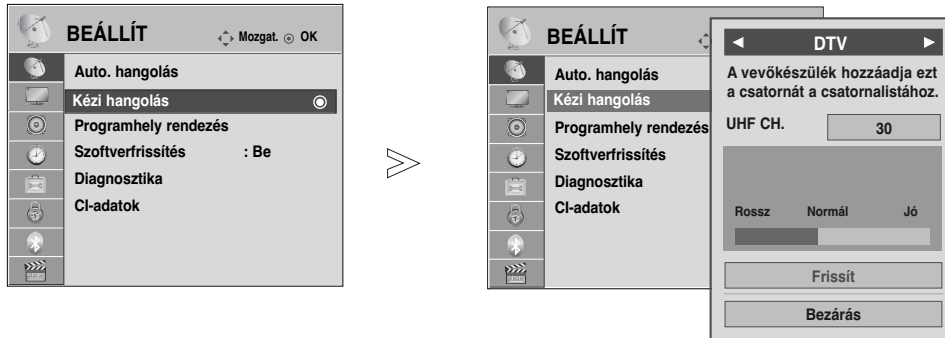 BEÁLLÍT
Mozgat. OK
Auto. hangolás
Kézi hangolás
Programhely rendezés
Szoftverfrissítés : Be
Diagnosztika
CI-adatok
BEÁLLÍT
Auto. hangolás
Kézi hangolás
Programhely rendezés
Szoftverfrissítés
Diagnosztika
CI-adatok
DTV
A vevőkészülék hozzáadja ezt
a csatornát a csatornalistához.
UHF CH. 30
Rossz Normál Jó
Frissít
Bezárás